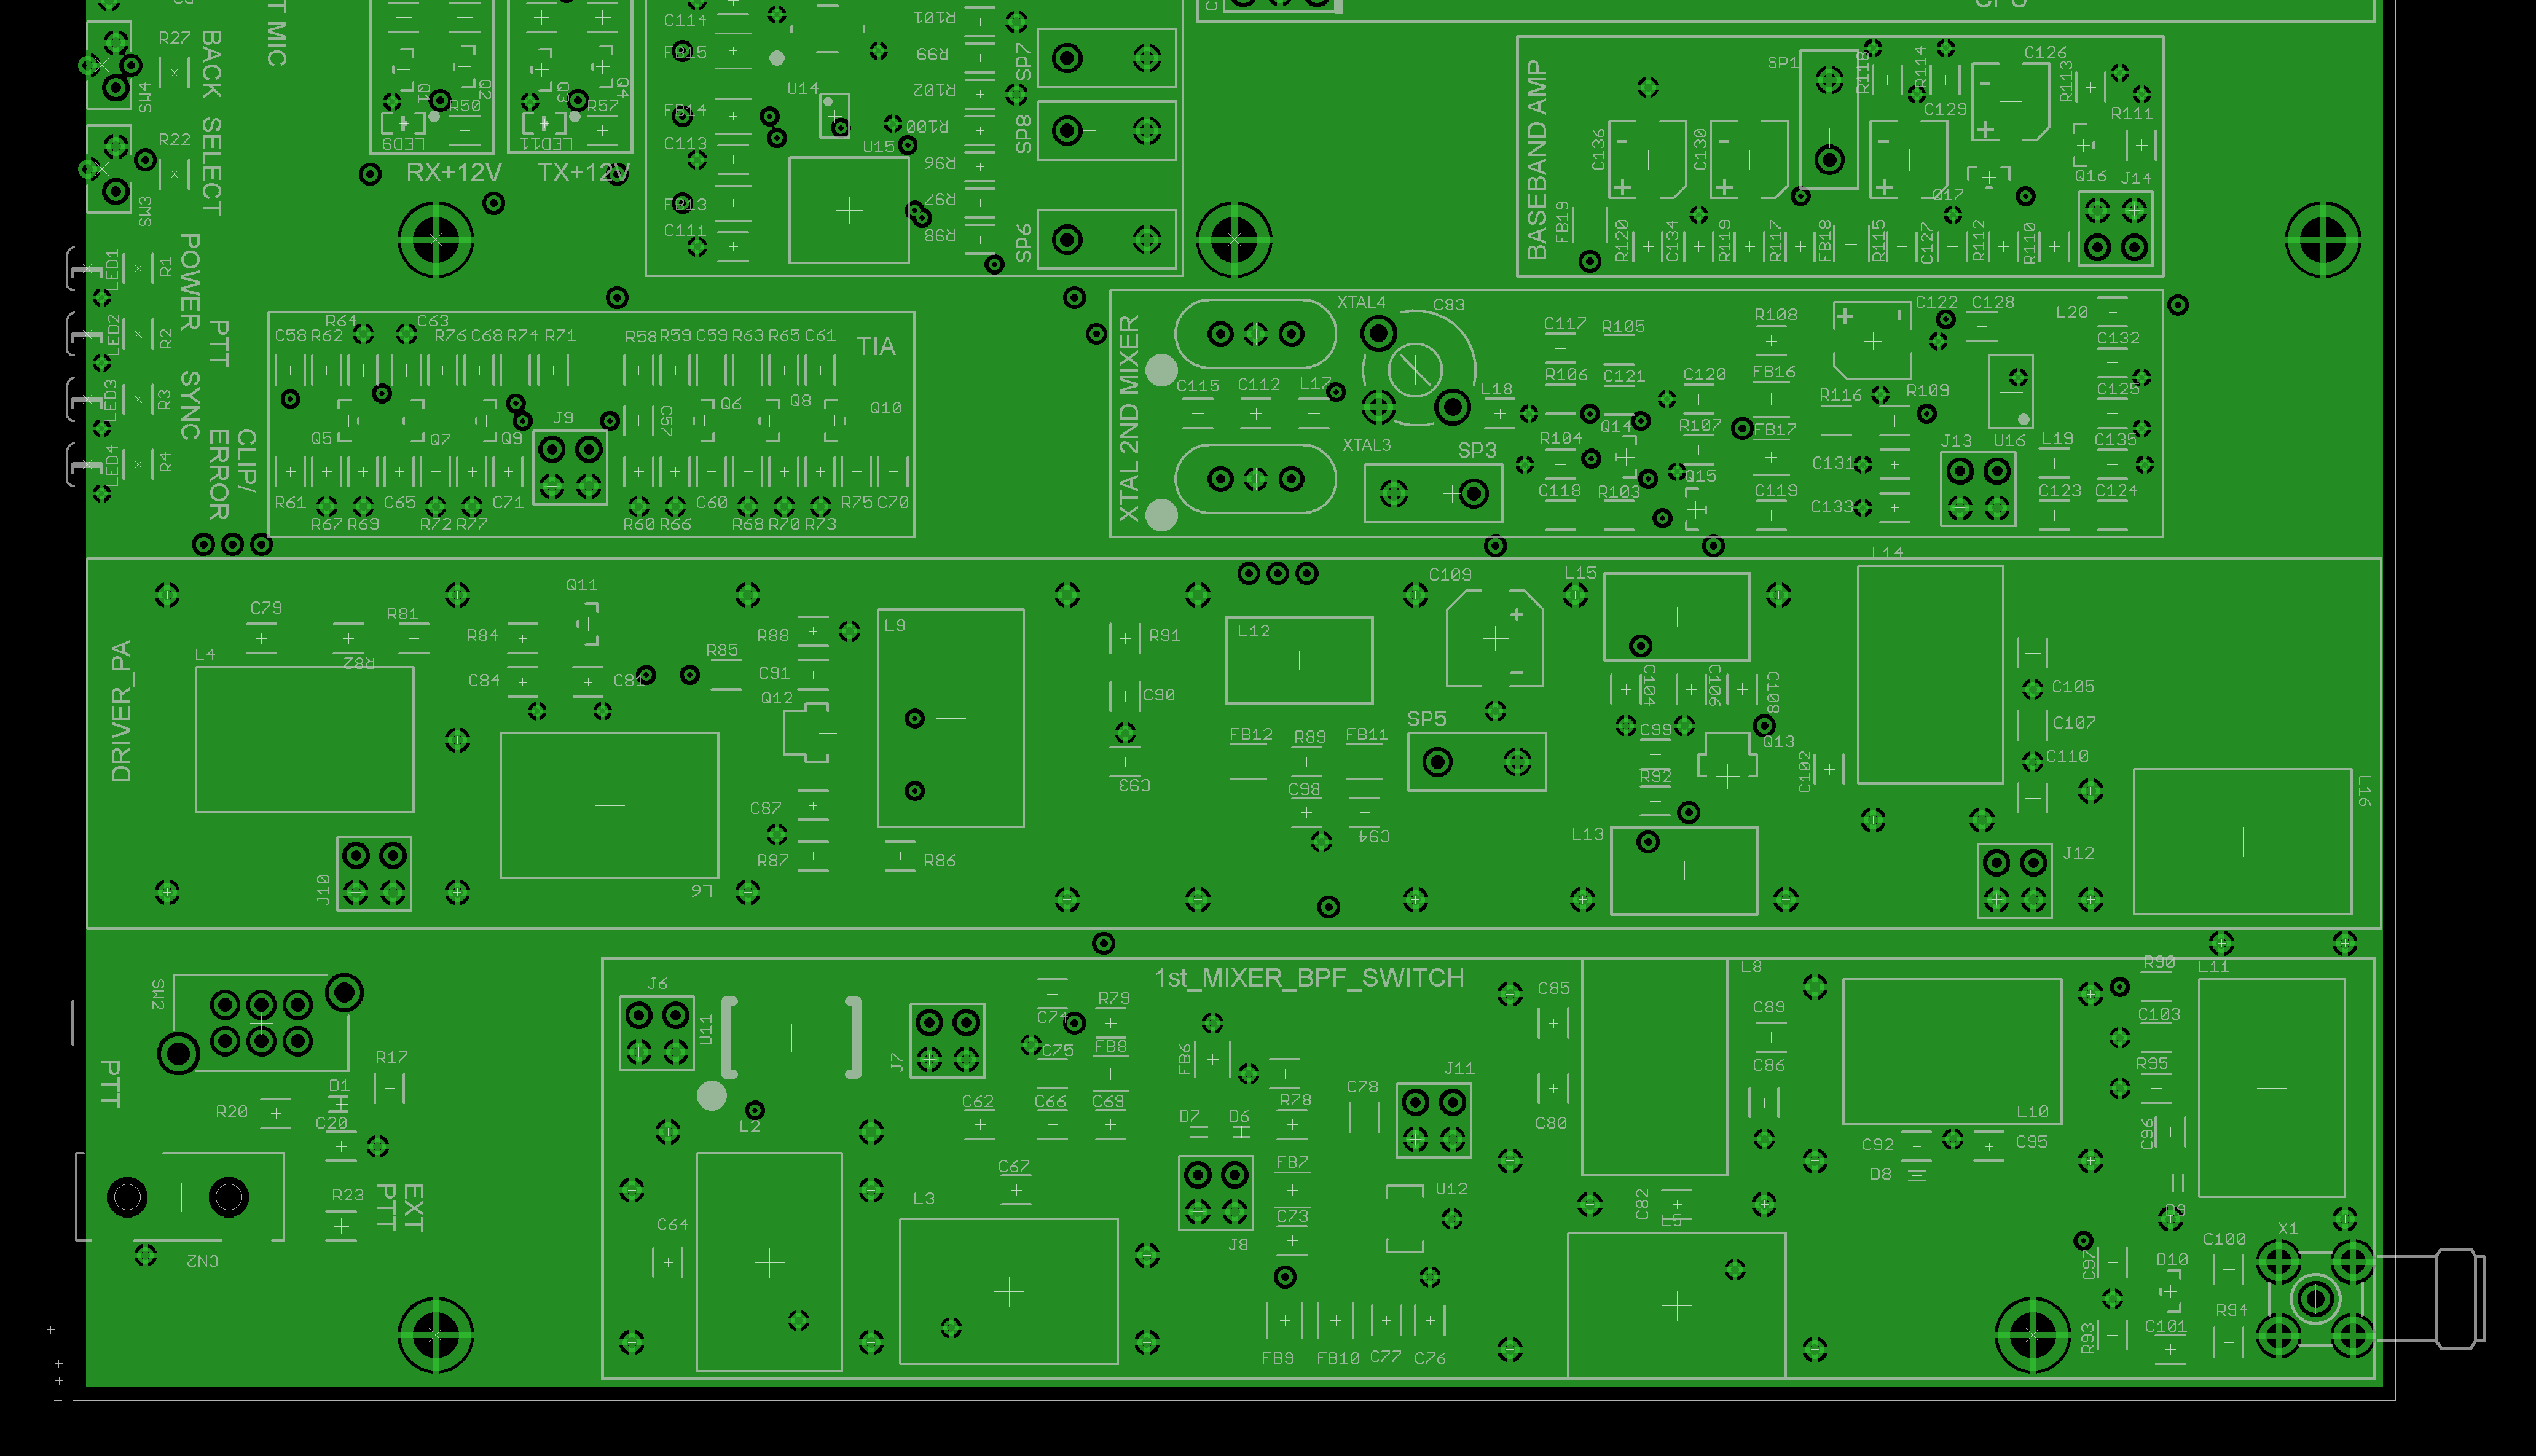 T MIC
R27
BACK SELECT
SW4
R22
SW3
Q1
Q2
R50
LED9
RX+12V
Q3
Q4
R57
LED11
TX+12V
C114
FB15
FB14
C113
FB13
C111
U14
U15
R101
R99
R102
R100
R96
R97
R98
SP7
SP8
SP6
CPU
BASEBAND AMP
SP1
R118
R114
C126
R113
C129
R111
C136
C130
Q16
J14
Q17
FB19
R120
C134
R119
R117
FB18
R115
C127
R112
R110
LED1
R1
POWER
LED2
R2
PTT
LED3
R3
SYNC
LED4
R4
CLIP/
ERROR
R64
C63
C58
R62
R76
C68
R74
R71
R58
R59
C59
R63
R65
C61
TIA
Q5
Q7
Q9
J9
C57
Q6
Q8
Q10
R61
C65
C71
C60
R75
C70
R67
R69
R72
R77
R60
R66
R68
R70
R73
XTAL 2ND MIXER
XTAL4
C83
C115
C112
L17
L18
XTAL3
SP3
C117
R105
R106
C121
C120
R108
FB16
C122
C128
L20
C132
R116
R109
C125
R104
Q14
R107
FB17
C131
J13
U16
L19
C135
C118
R103
Q15
C119
C133
C123
C124
L14
DRIVER_PA
C79
R81
R82
L4
Q11
R84
C84
C81
R85
R88
C91
Q12
L9
R91
C90
C93
L12
C109
L15
C104
C106
C108
SP5
FB12
R89
FB11
C99
Q13
C105
C107
C110
C102
R92
C98
C94
L13
L16
C87
R87
R86
L6
J10
J12
1st_MIXER_BPF_SWITCH
SW2
PTT
R17
D1
R20
C20
R23
EXT
PTT
CN2
J6
U11
J7
C74
R79
C75
FB8
C62
C66
C69
L2
C67
L3
C64
FB6
R78
D7
D6
C78
J11
FB7
C73
J8
U12
FB9
FB10
C77
C76
C85
L8
C89
C86
C80
C82
L5
L10
C92
C95
D8
R90
L11
C103
R95
C96
D9
X1
C100
C97
D10
R94
R93
C101